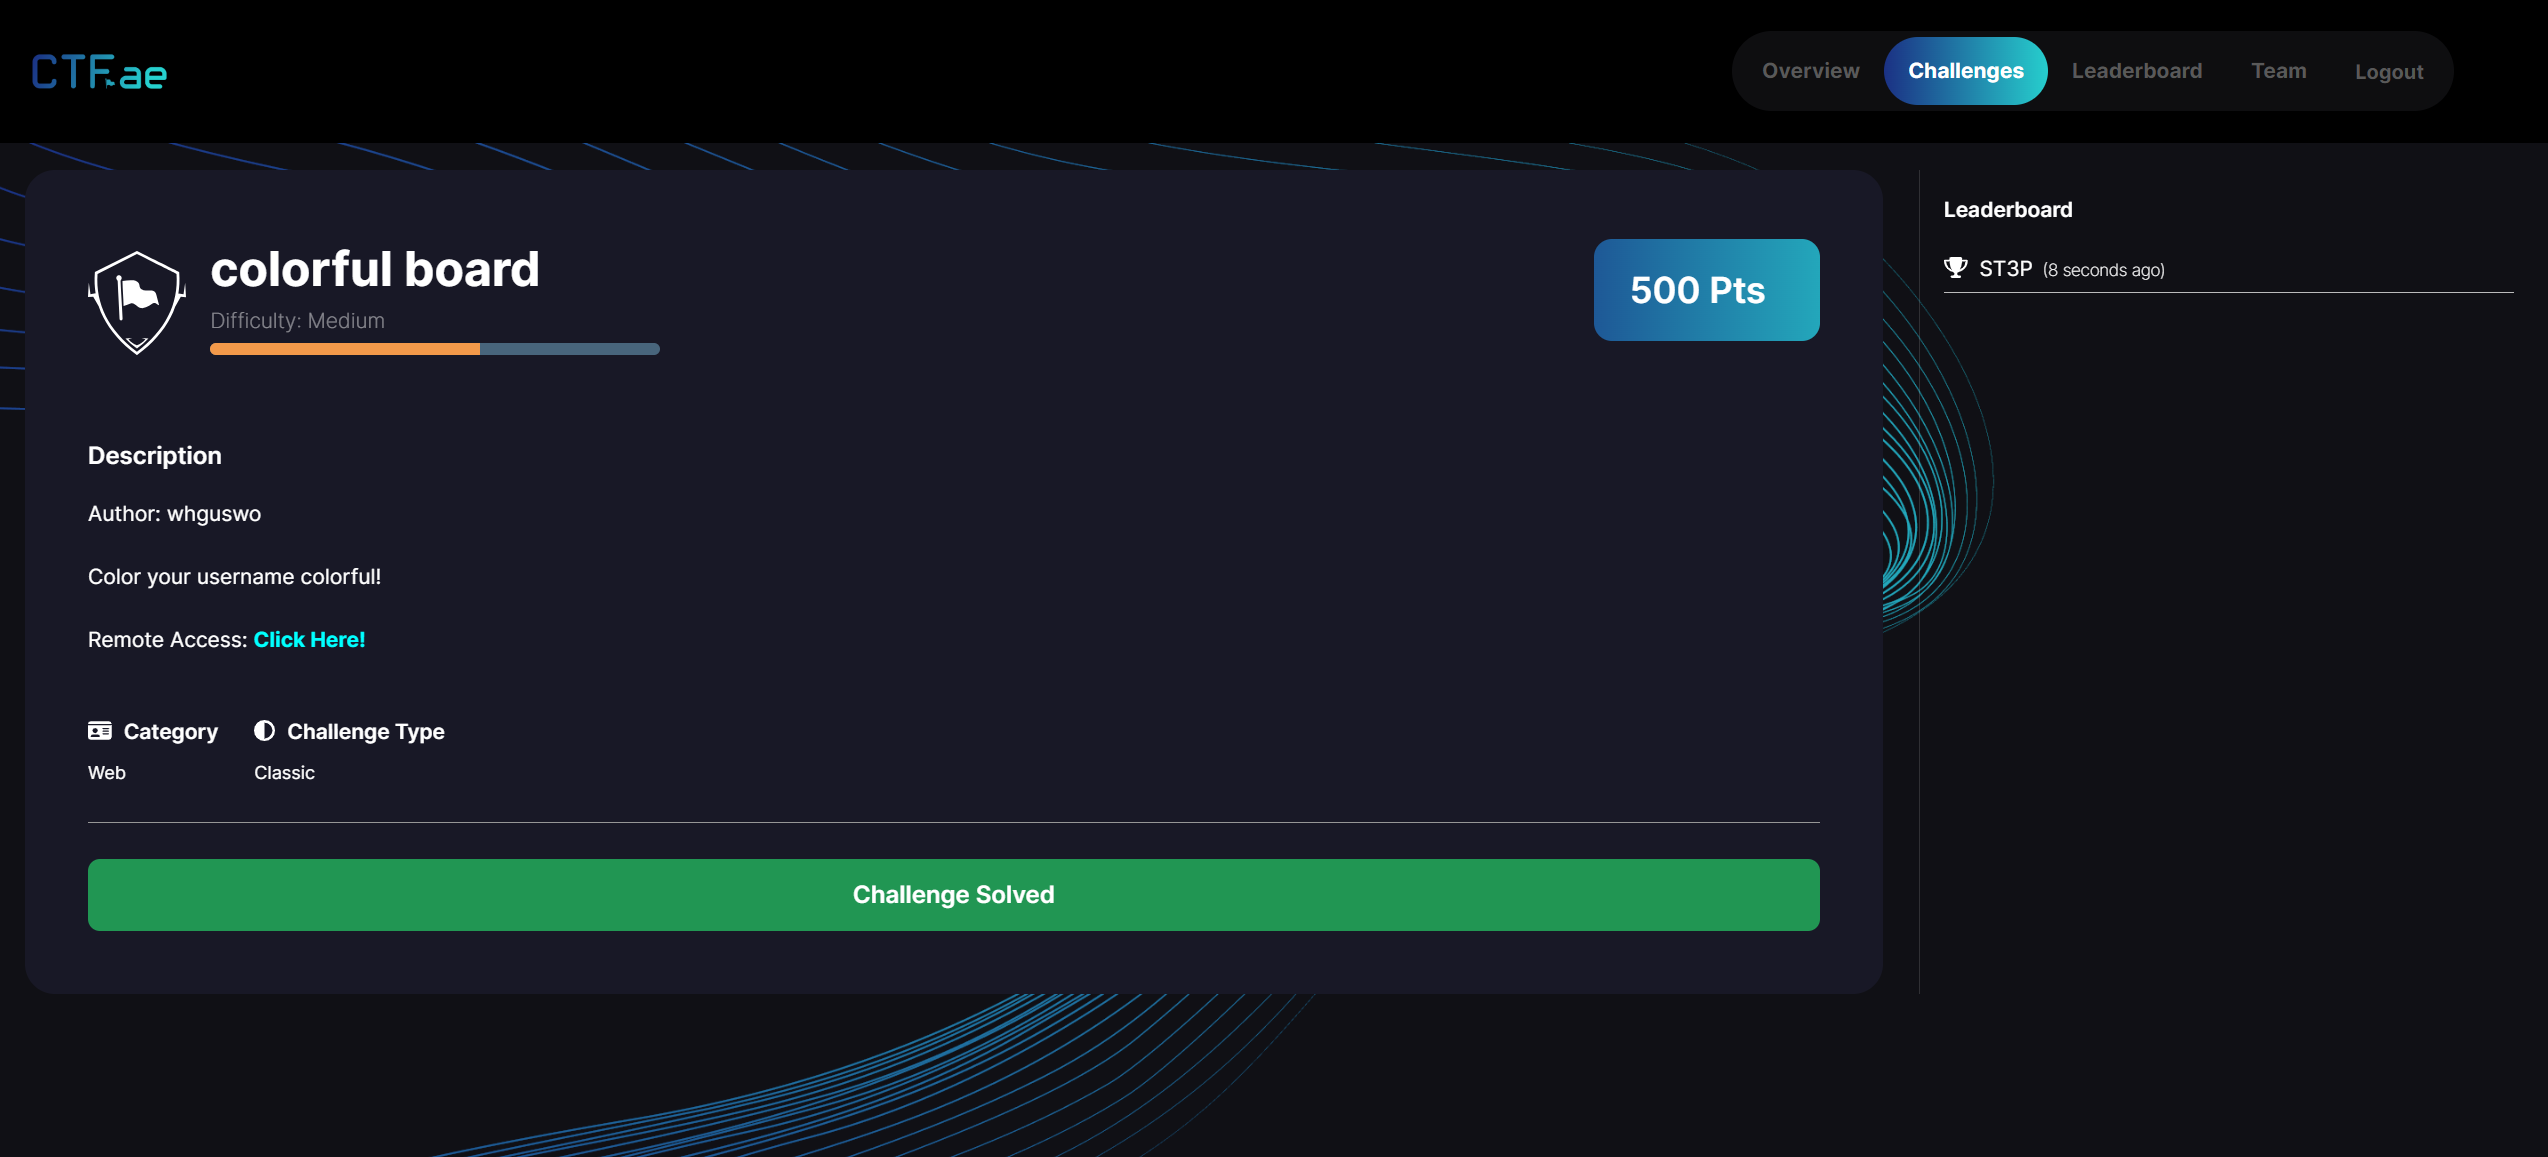 CTF.ae
Overview
Challenges
Leaderboard
Team
Logout
colorful board
Difficulty: Medium
500 Pts
Description
Author: whguswo
Color your username colorful!
Remote Access: Click Here!
Category
Challenge Type
Web
Classic
Challenge Solved
Leaderboard
ST3P (8 seconds ago)